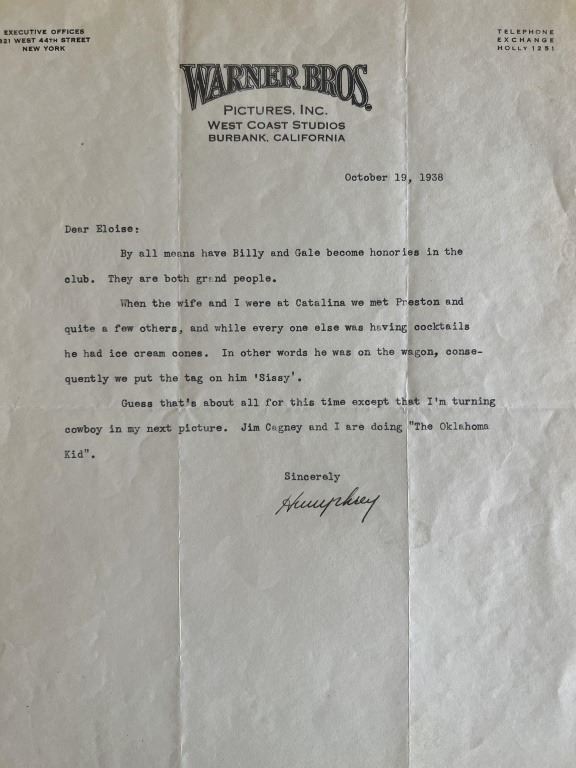 EXECUTIVE OFFICES
321 WEST 44TH STREET
NEW YORK
TELEPHONE
EXCHANGE
HOLLY 1251
WARNER BROS.
PICTURES, INC.
WEST COAST STUDIOS
BURBANK, CALIFORNIA
October 19, 1938
Dear Eloise:
By all means have Billy and Gale become honories in the
club. They are both grand people.
When the wife and I were at Catalina we met Preston and
quite a few others, and while every one else was having cocktails
he had ice cream cones. In other words he was on the wagon, conse-
quently we put the tag on him 'Sissy'.
Guess that's about all for this time except that I'm turning
cowboy in my next picture. Jim Cagney and I are doing "The Oklahoma
Kid".
Sincerely
Humphrey